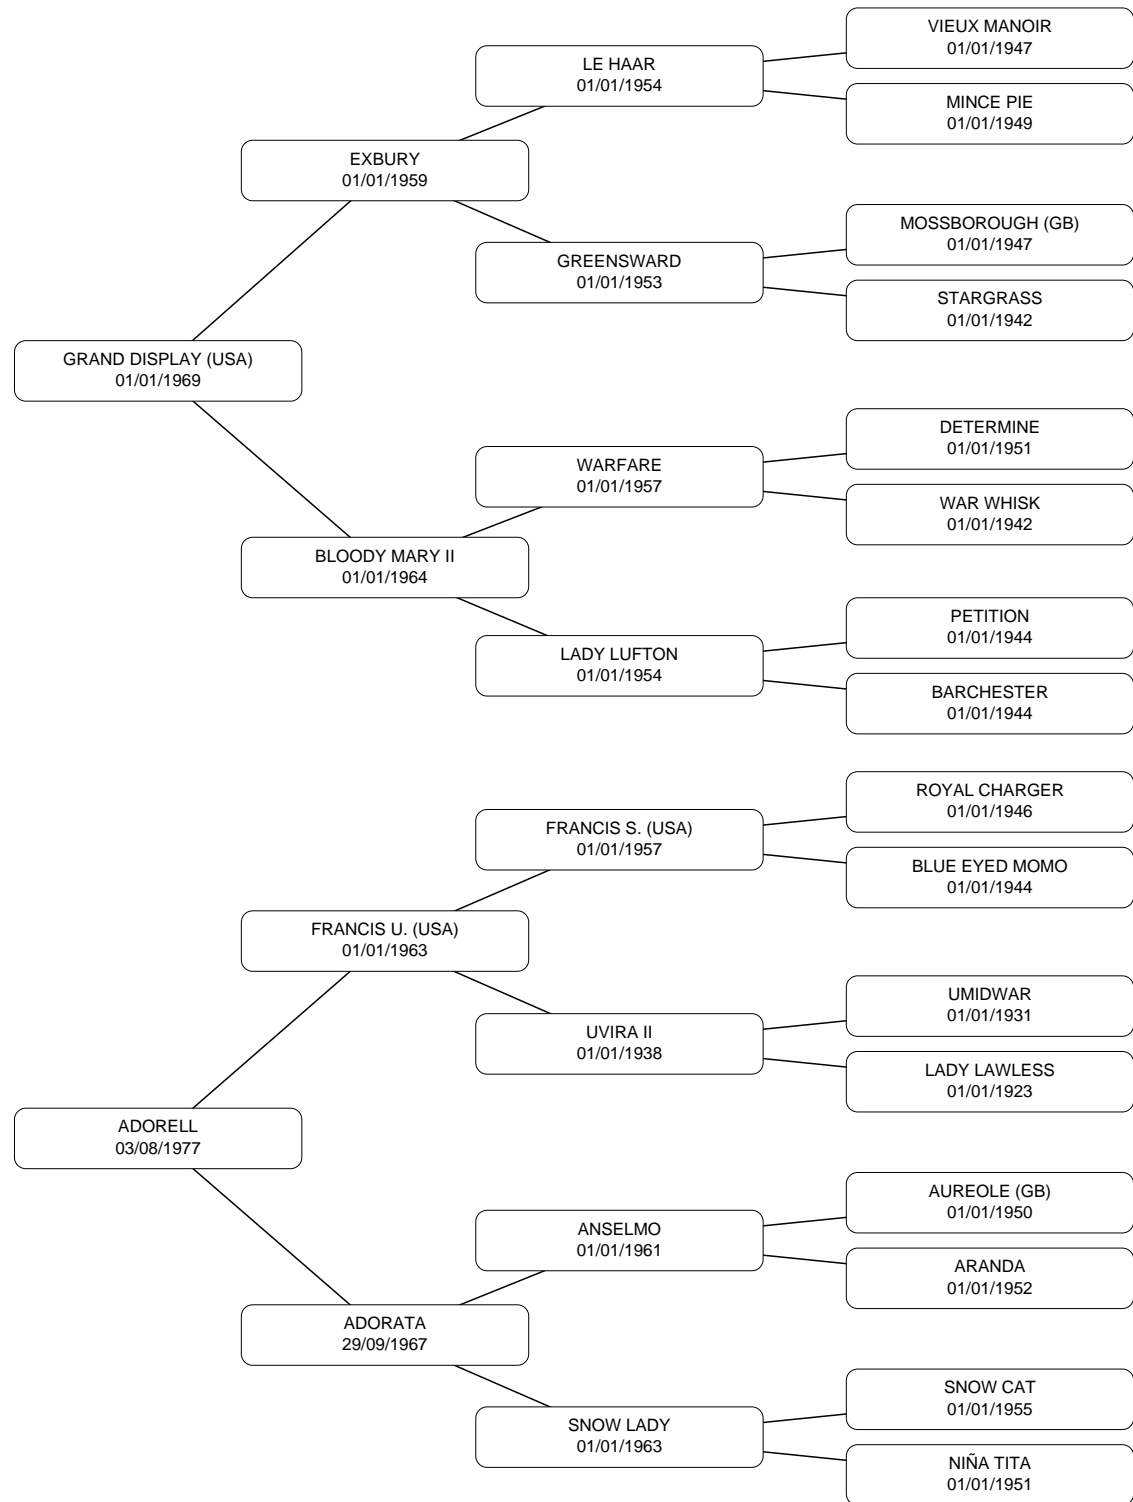 VIEUX MANOIR
01/01/1947
LE HAAR
01/01/1954
MINCE PIE
01/01/1949
EXBURY
01/01/1959
MOSSBOROUGH (GB)
01/01/1947
GREENSWARD
01/01/1953
STARGRASS
01/01/1942
GRAND DISPLAY (USA)
01/01/1969
DETERMINE
01/01/1951
WARFARE
01/01/1957
WAR WHISK
01/01/1942
BLOODY MARY II
01/01/1964
PETITION
01/01/1944
LADY LUFTON
01/01/1954
BARCHESTER
01/01/1944
ROYAL CHARGER
01/01/1946
FRANCIS S. (USA)
01/01/1957
BLUE EYED MOMO
01/01/1944
FRANCIS U. (USA)
01/01/1963
UMIDWAR
01/01/1931
UVIRA II
01/01/1938
LADY LAWLESS
01/01/1923
ADORELL
03/08/1977
AUREOLE (GB)
01/01/1950
ANSELMO
01/01/1961
ARANDA
01/01/1952
ADORATA
29/09/1967
SNOW CAT
01/01/1955
SNOW LADY
01/01/1963
NIÑA TITA
01/01/1951